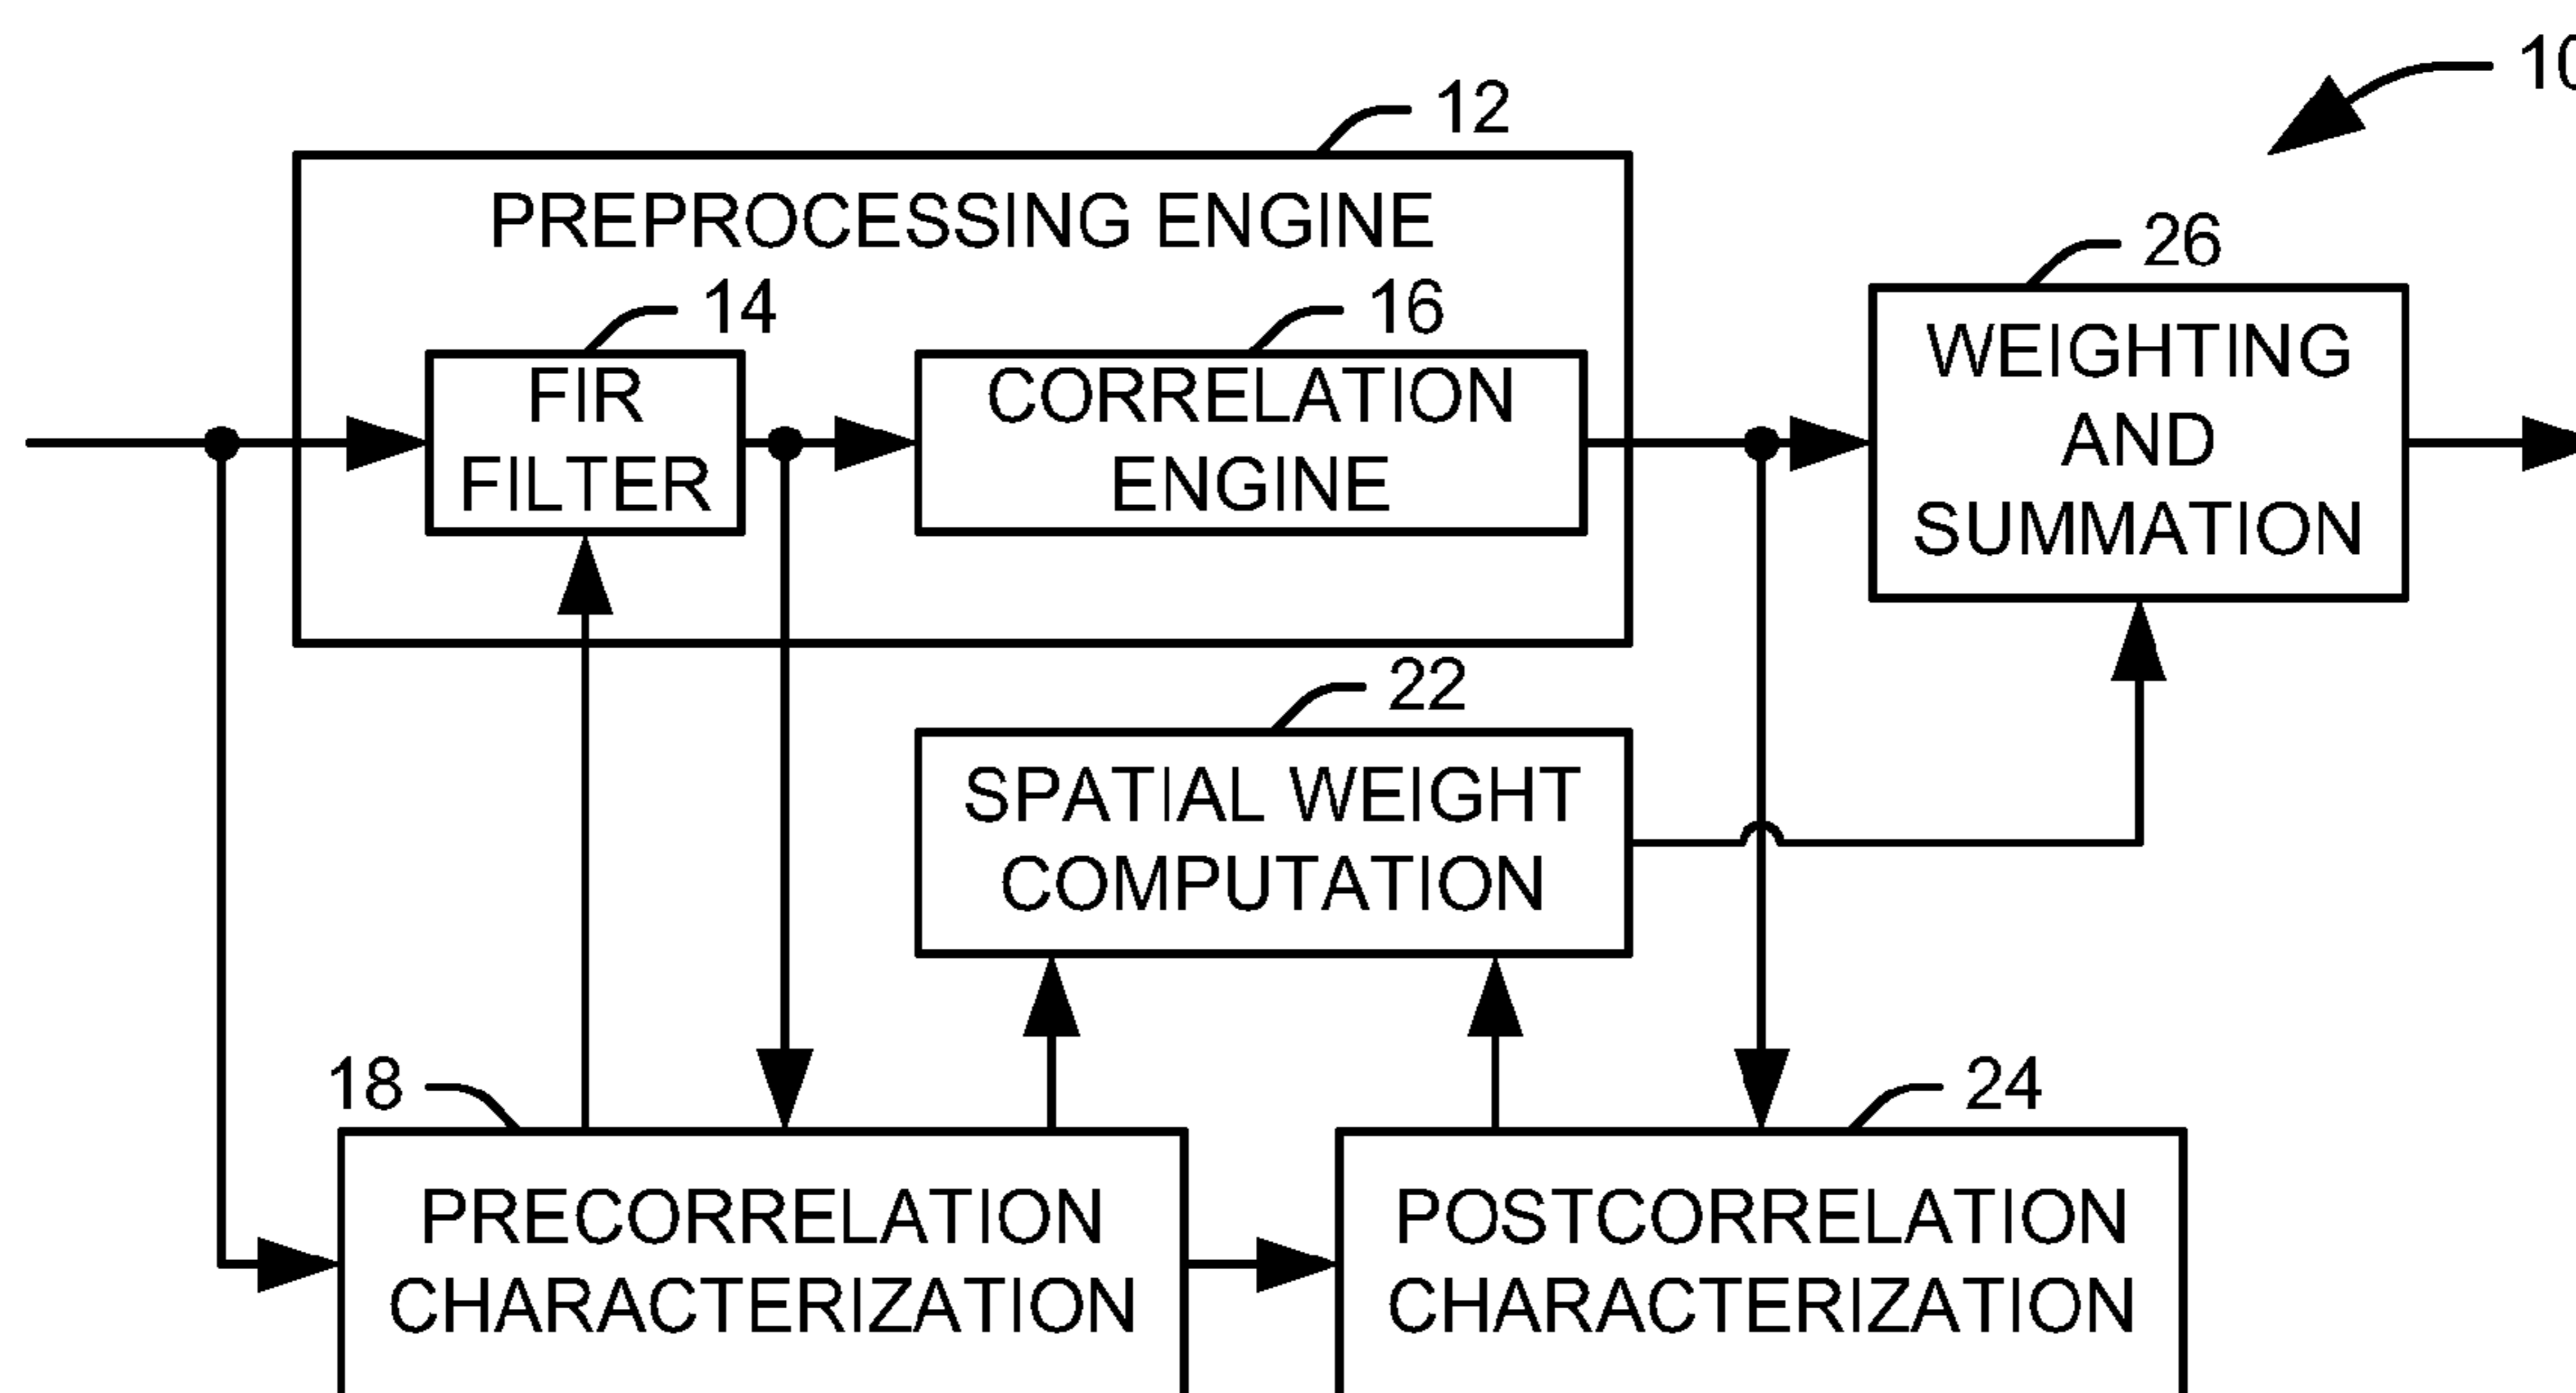 10
12
PREPROCESSING ENGINE
26
14
16
FIR
FILTER
CORRELATION
ENGINE
WEIGHTING
AND
SUMMATION
22
SPATIAL WEIGHT
COMPUTATION
18
24
PRECORRELATION
CHARACTERIZATION
POSTCORRELATION
CHARACTERIZATION